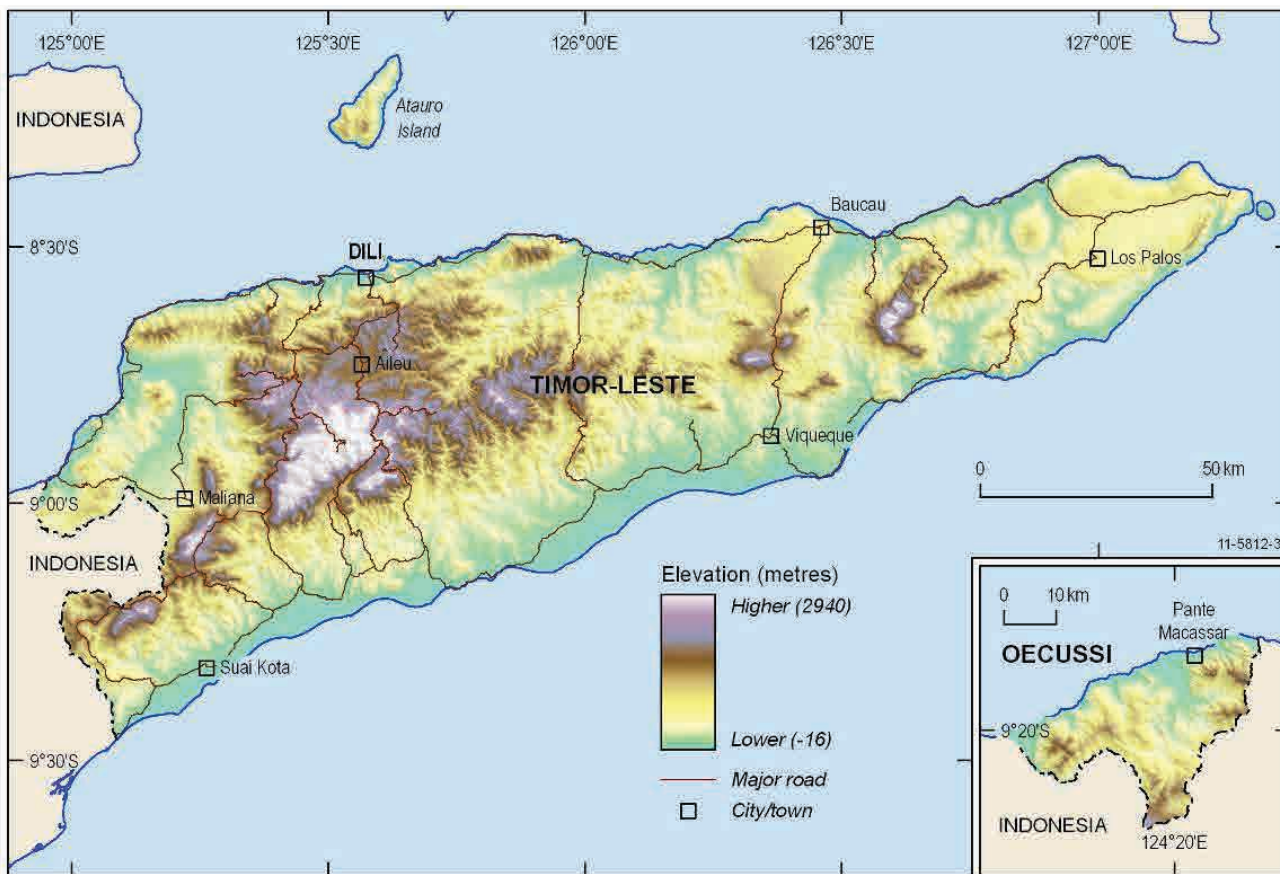 125°00'E
125°30'E
126°00'E
126°30'E
127°00'E
INDONESIA
Atauro
Island
Baucau
8°30'S
DILI
Los Palos
Aileu
TIMOR-LESTE
Viqueque
0 50 km
9°00'S
Maliana
INDONESIA
11-5812-3
Elevation (metres)
Higher (2940)
Lower (-16)
Major road
City/town
Suai Kota
9°30'S
0 10 km
Pante
Macassar
OECUSSI
9°20'S
INDONESIA
124°20'E